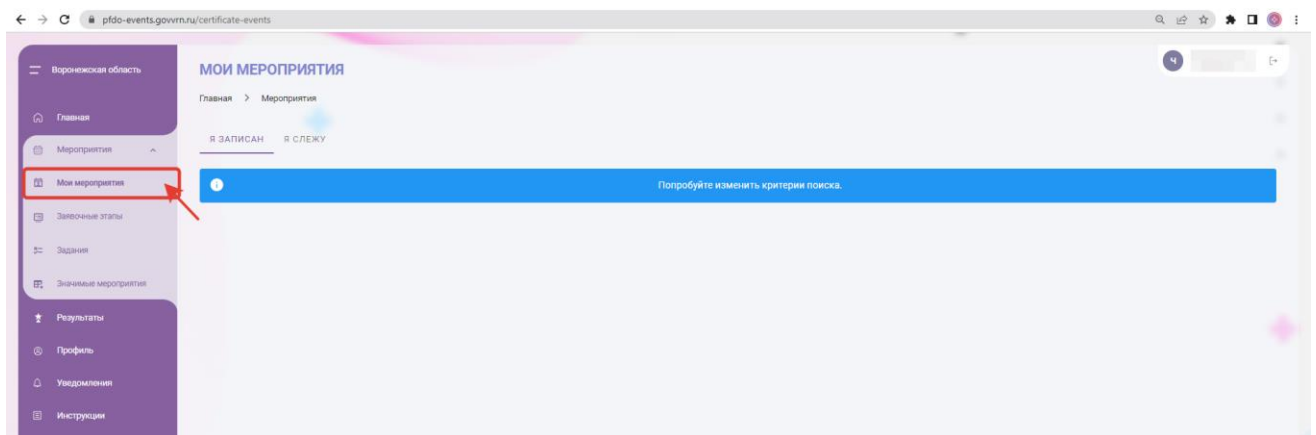 pfdo-events.govvrn.ru/certificate-events
Воронежская область
Главная
Мероприятия
Мои мероприятия
Заявочные этапы
Задания
Значимые мероприятия
Результаты
Профиль
Уведомления
Инструкции
МОИ МЕРОПРИЯТИЯ
Главная > Мероприятия
Я ЗАПИСАН Я СЛЕЖУ
Попробуйте изменить критерии поиска.
Ч